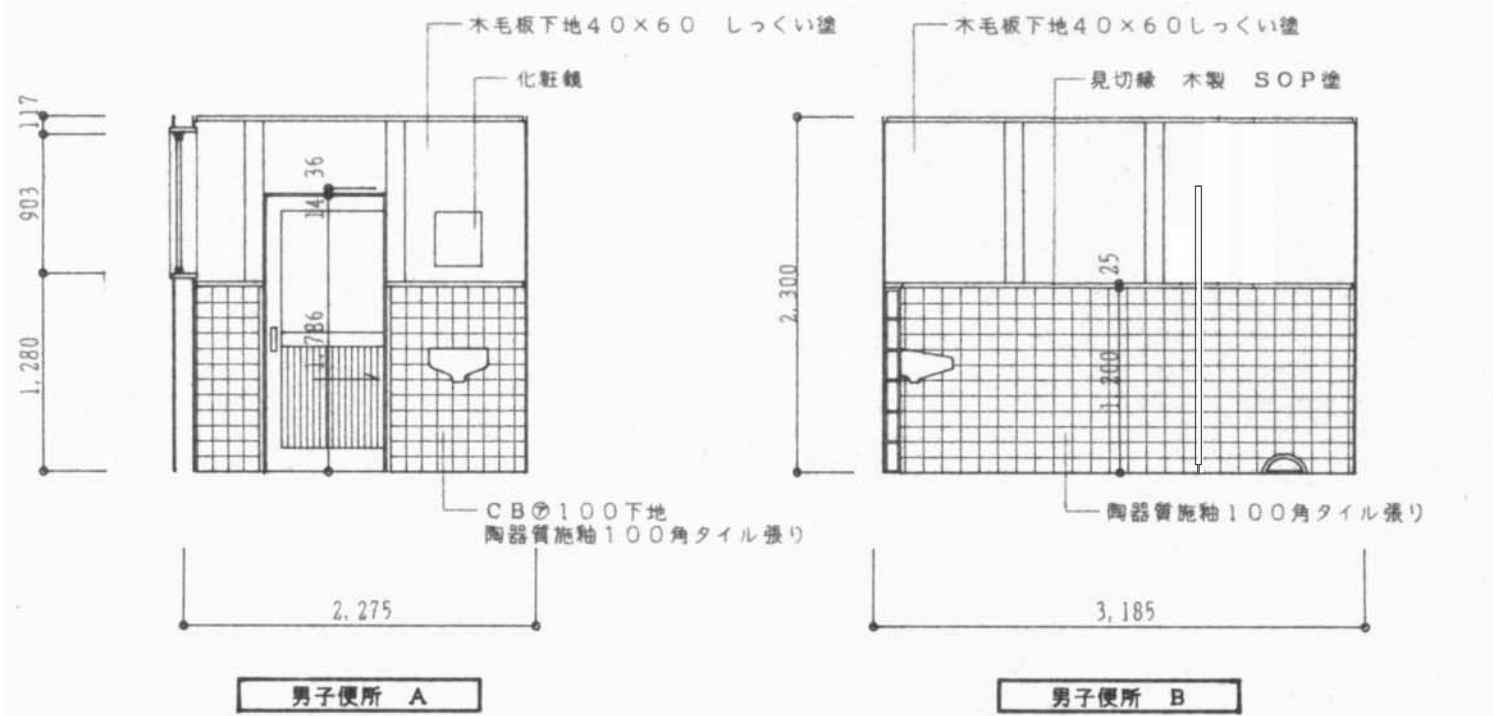 木毛板下地40×60 しっくい塗
化粧鏡
117
903
1,280
36
14
1,786
CB㋐100下地
陶器質施釉100角タイル張り
2,275
男子便所 A
木毛板下地40×60しっくい塗
見切縁 木製 SOP塗
2,300
25
1,200
陶器質施釉100角タイル張り
3,185
男子便所 B